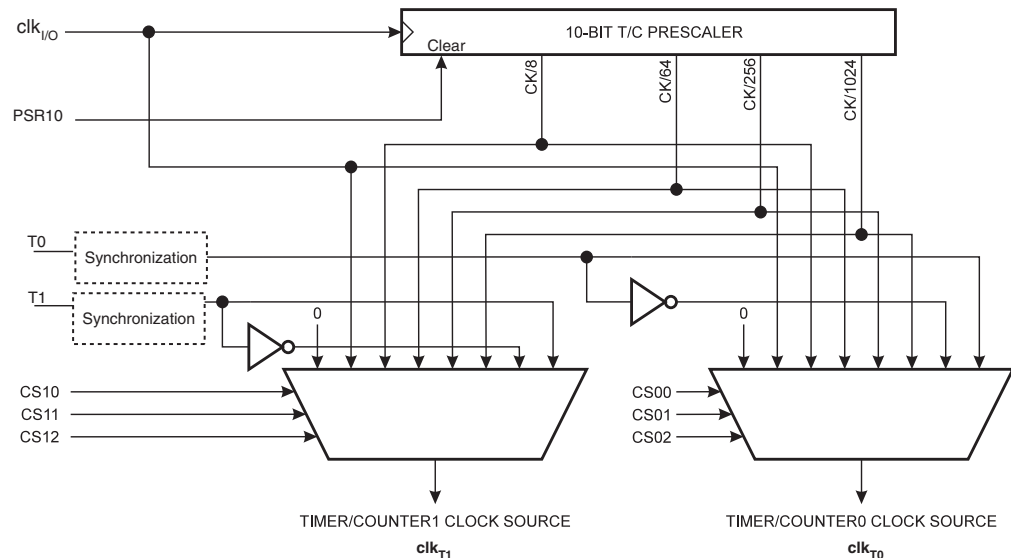 clkI/O
10-BIT T/C PRESCALER
Clear
PSR10
CK/8
CK/64
CK/256
CK/1024
T0
Synchronization
T1
Synchronization
0
0
CS10
CS11
CS12
CS00
CS01
CS02
TIMER/COUNTER1 CLOCK SOURCE
clkT1
TIMER/COUNTER0 CLOCK SOURCE
clkT0